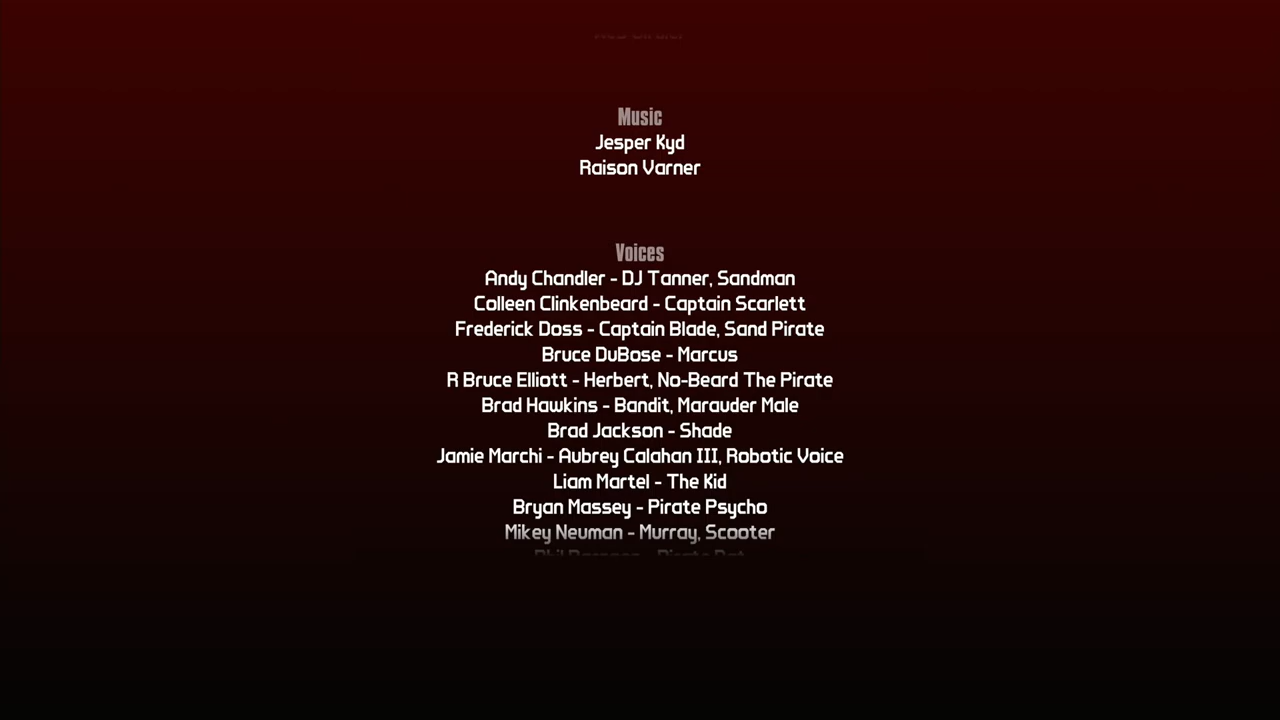 Music
Jesper Kyd
Raison Varner
Voices
Andy Chandler - DJ Tanner, Sandman
Colleen Clinkenbeard - Captain Scarlett
Frederick Doss - Captain Blade, Sand Pirate
Bruce DuBose - Marcus
R Bruce Elliott - Herbert, No-Beard The Pirate
Brad Hawkins - Bandit, Marauder Male
Brad Jackson - Shade
Jamie Marchi - Aubrey Calahan III, Robotic Voice
Liam Martel - The Kid
Bryan Massey - Pirate Psycho
Mikey Neuman - Murray, Scooter